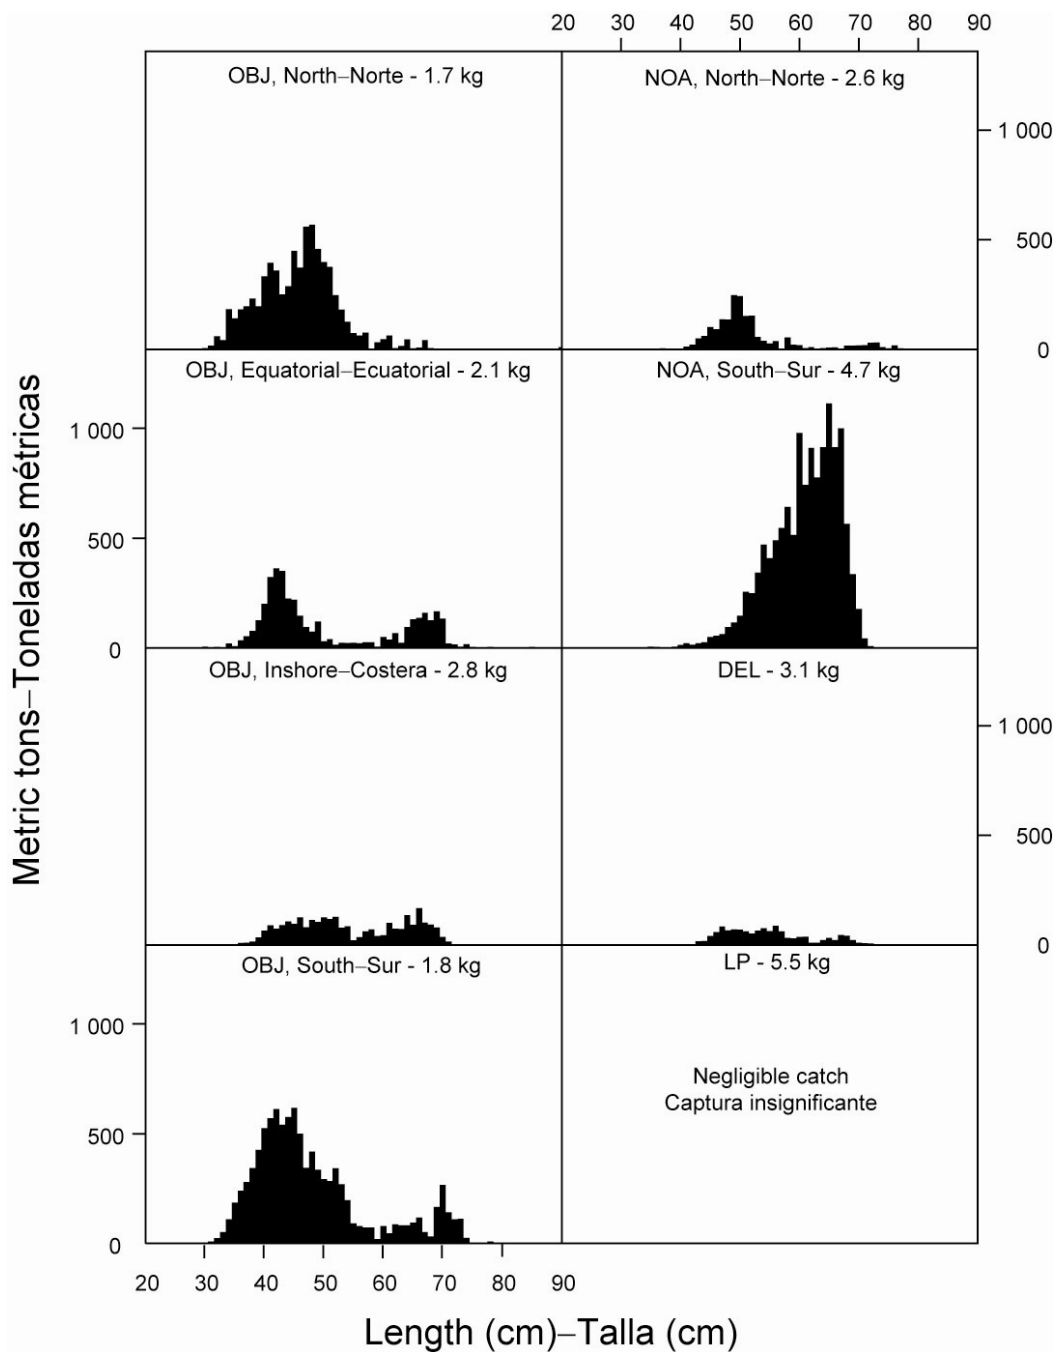 20 30 40 50 60 70 80 90
OBJ, North–Norte - 1.7 kg
NOA, North–Norte - 2.6 kg
1 000
500
0
OBJ, Equatorial–Ecuatorial - 2.1 kg
NOA, South–Sur - 4.7 kg
1 000
500
0
OBJ, Inshore–Costera - 2.8 kg
DEL - 3.1 kg
1 000
500
0
OBJ, South–Sur - 1.8 kg
LP - 5.5 kg
1 000
500
0
Negligible catch
Captura insignificante
20 30 40 50 60 70 80 90
Metric tons–Toneladas métricas
Length (cm)–Talla (cm)